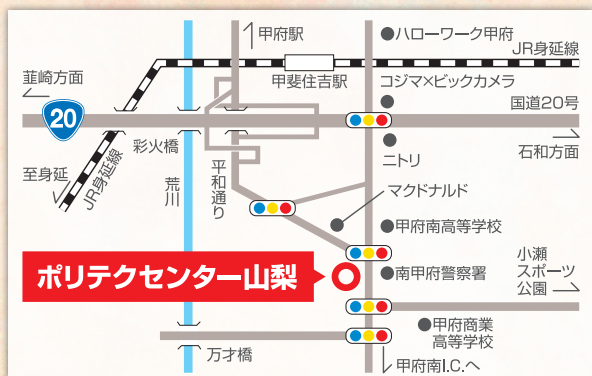 甲府駅
ハローワーク甲府
JR身延線
韮崎方面
甲斐住吉駅
コジマ×ビックカメラ
国道20号
20
彩火橋
ニトリ
石和方面
至身延
JR身延線
荒川
平和通り
マクドナルド
甲府南高等学校
ポリテクセンター山梨
南甲府警察署
小瀬
スポーツ
公園
甲府商業
高等学校
万才橋
甲府南I.C.へ